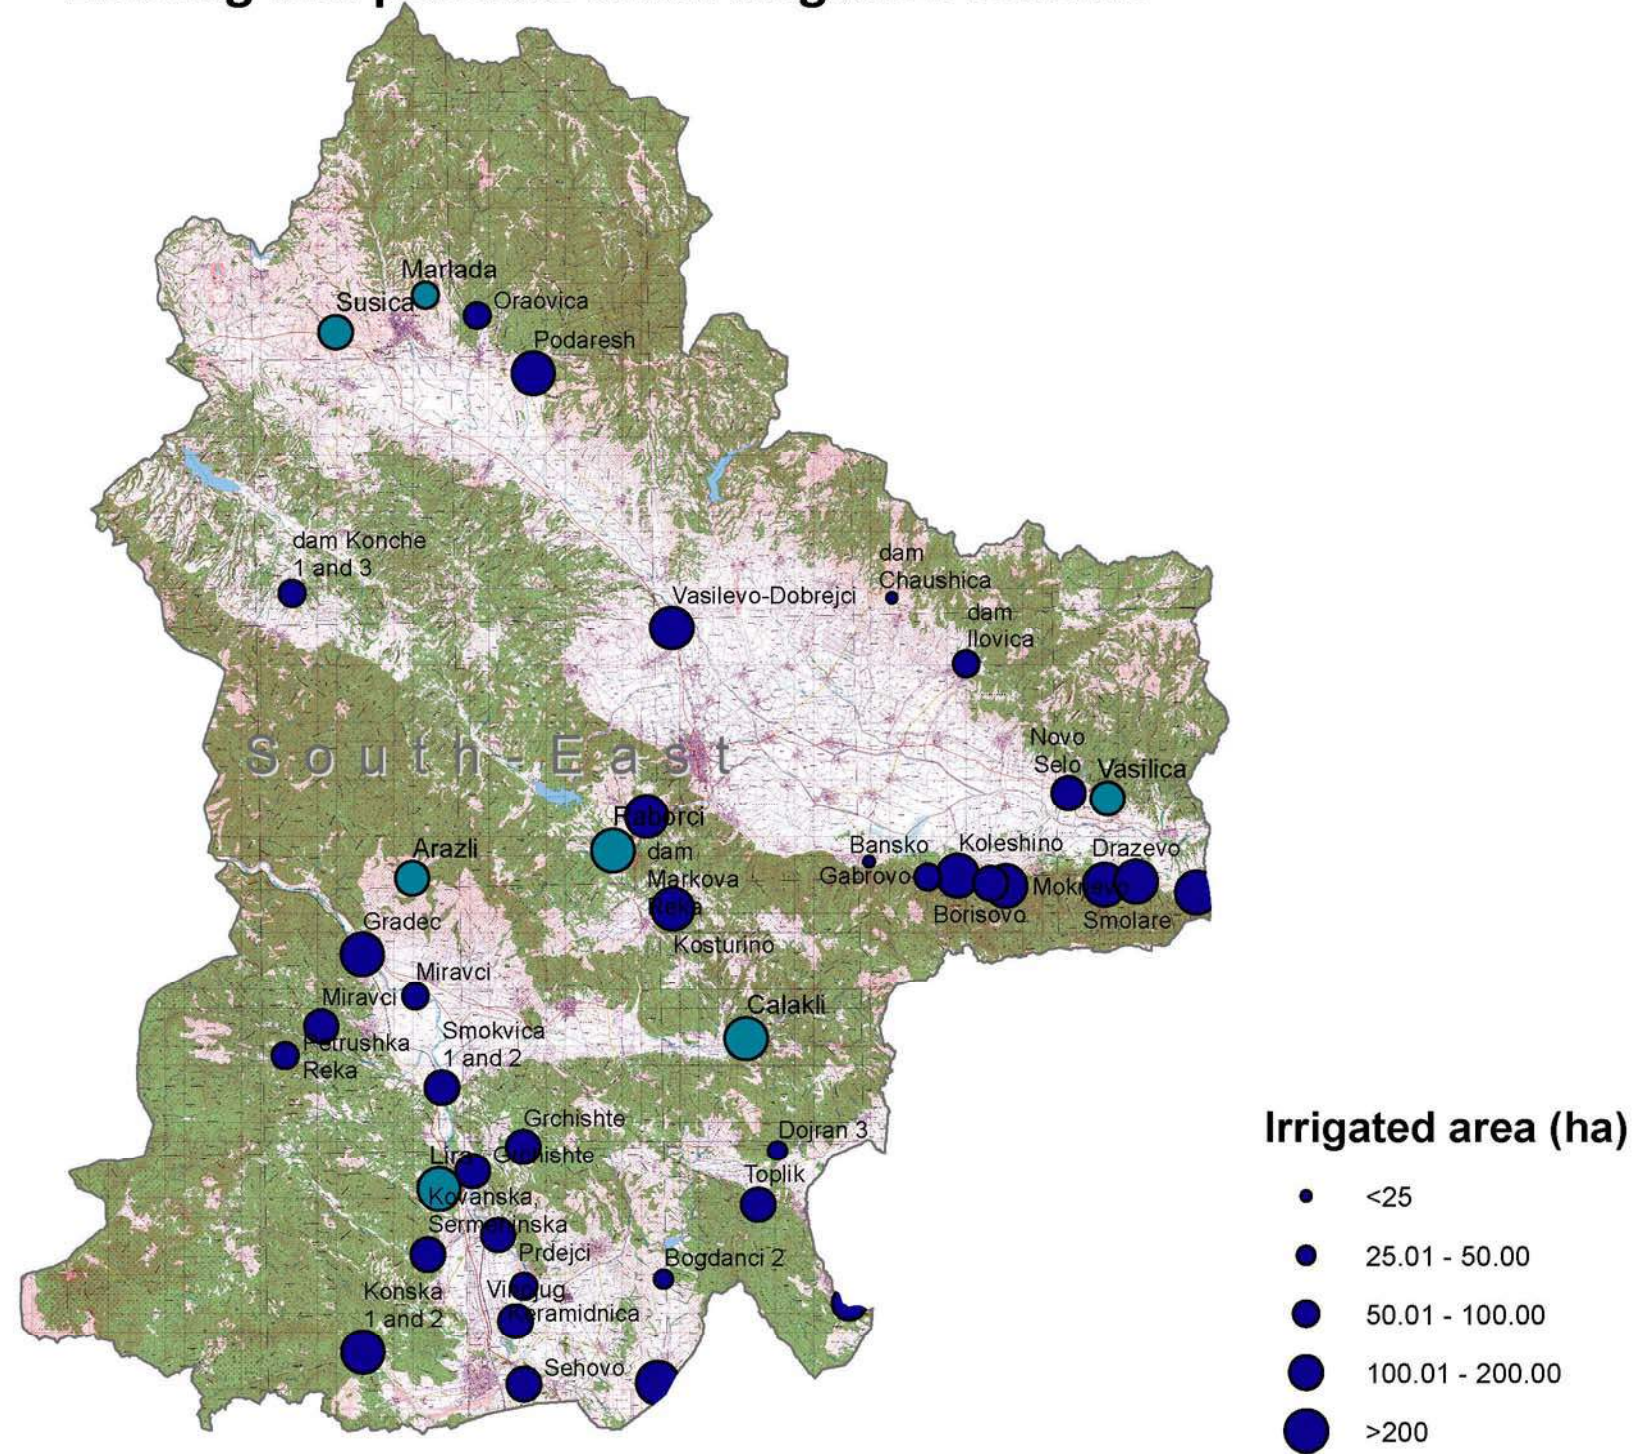 Marlada
Susica
Oraovica
Podaresh
dam Konche
1 and 3
dam
Chaushica
Vasilevo-Dobrejci
dam
Ilovica
South-East
Novo
Selo
Vasilica
Raborci
Arazli
dam
Markova
Reka
Bansko
Koleshino
Drazevo
Gabrovo
Moknevo
Borisovo
Smolare
Gradec
Kosturino
Miravci
Miravci
Calakli
Smokvica
1 and 2
Petrushka
Reka
Grchishte
Dojran 3
Lira
Grchishte
Toplik
Kovanska,
Sermeninska
Prdejci
Bogdanci 2
Konska
1 and 2
Vinojug
Keramidnica
Sehovo
Irrigated area (ha)
<25
25.01 - 50.00
50.01 - 100.00
100.01 - 200.00
>200